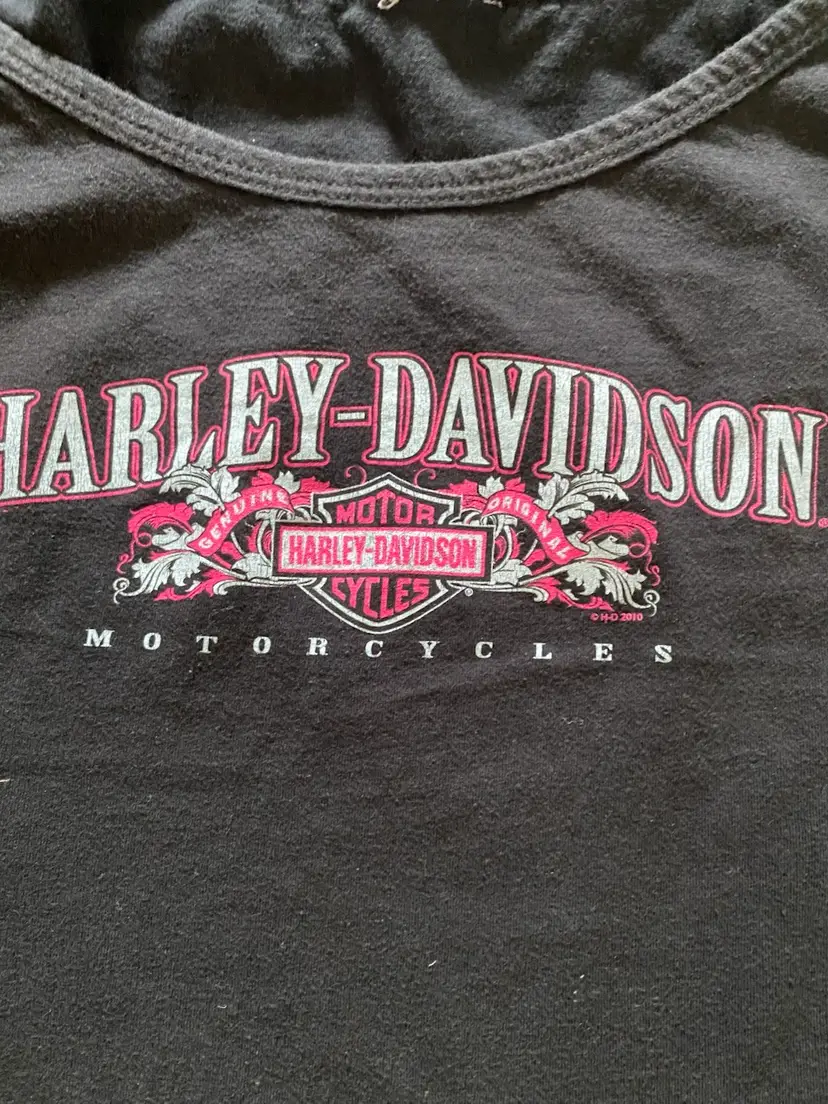 HARLEY-DAVIDSON
GENUINE
ORIGINAL
MOTOR
HARLEY-DAVIDSON
CYCLES
®
© H-D 2010
MOTORCYCLES